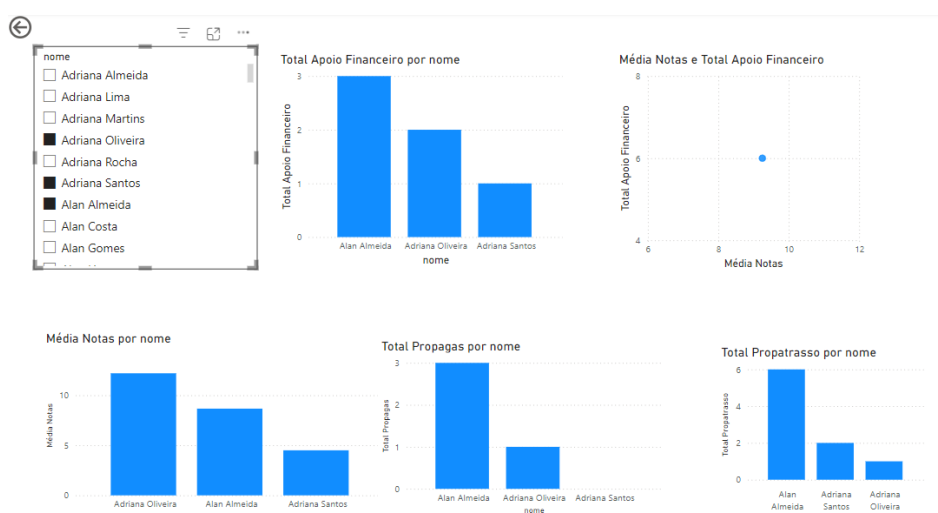 nome
Adriana Almeida
Adriana Lima
Adriana Martins
Adriana Oliveira
Adriana Rocha
Adriana Santos
Alan Almeida
Alan Costa
Alan Gomes
Total Apoio Financeiro por nome
Total Apoio Financeiro
3
2
1
0
Alan Almeida Adriana Oliveira Adriana Santos
nome
Média Notas e Total Apoio Financeiro
Total Apoio Financeiro
8
6
4
6 8 10 12
Média Notas
Média Notas por nome
Média Notas
10
5
0
Adriana Oliveira Alan Almeida Adriana Santos
Total Propagas por nome
Total Propagas
3
2
1
0
Alan Almeida Adriana Oliveira Adriana Santos
nome
Total Propatrasso por nome
Total Propatrasso
6
4
2
0
Alan Adriana Adriana
Almeida Santos Oliveira